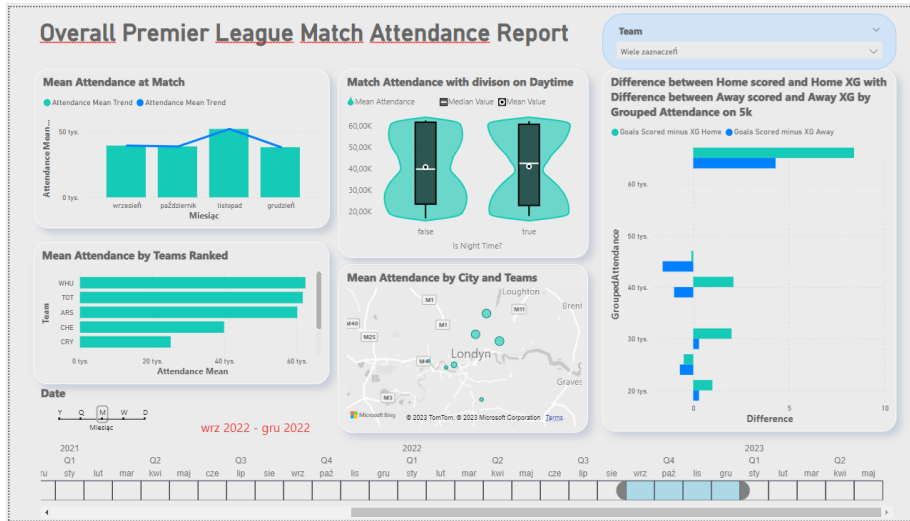 Overall Premier League Match Attendance Report
Team
Wiele zaznaczeń
Mean Attendance at Match
Attendance Mean Trend Attendance Mean Trend
Attendance Mean...
50 tys.
0 tys.
wrzesień październik listopad grudzień
Miesiąc
Match Attendance with divison on Daytime
Mean Attendance Median Value Mean Value
60,00K
50,00K
40,00K
30,00K
20,00K
false true
Is Night Time?
Difference between Home scored and Home XG with
Difference between Away scored and Away XG by
Grouped Attendance on 5k
Goals Scored minus XG Home Goals Scored minus XG Away
GroupedAttendance
60 tys.
50 tys.
40 tys.
30 tys.
20 tys.
0 5 10
Difference
Mean Attendance by Teams Ranked
Team
WHU
TOT
ARS
CHE
CRY
0 tys. 20 tys. 40 tys. 60 tys.
Attendance Mean
Mean Attendance by City and Teams
Loughton
M1
M11
Brent
M40
M1
M25
Londyn
M4
Graves
M3
Microsoft Bing
© 2023 TomTom, © 2023 Microsoft Corporation Terms
Date
Y Q M W D
Miesiąc
wrz 2022 - gru 2022
2021 2022 2023
Q1 Q2 Q3 Q4 Q1 Q2 Q3 Q4 Q1 Q2
ru sty lut mar kwi maj cze lip sie wrz paź lis gru sty lut mar kwi maj cze lip sie wrz paź lis gru sty lut mar kwi maj